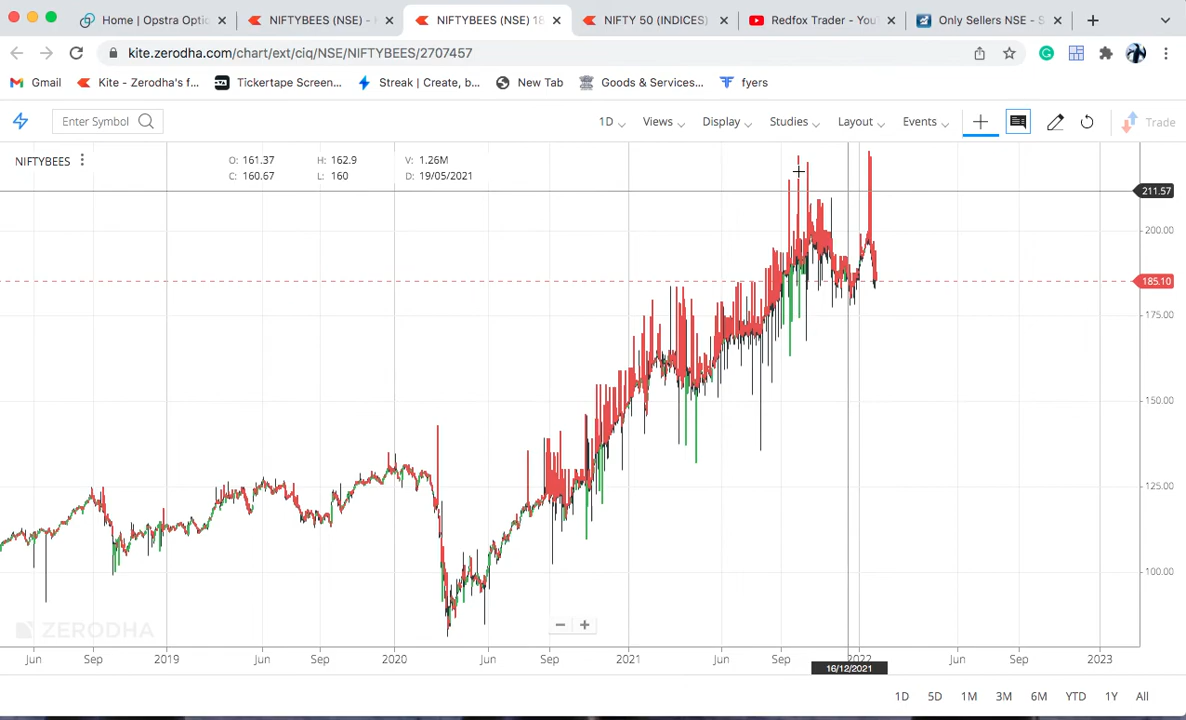 Home | Opstra Optic
NIFTYBEES (NSE) -
NIFTYBEES (NSE) 18
NIFTY 50 (INDICES)
Redfox Trader - You
Only Sellers NSE - S
kite.zerodha.com/chart/ext/ciq/NSE/NIFTYBEES/2707457
Gmail
Kite - Zerodha's f...
Tickertape Screen...
Streak | Create, b...
New Tab
Goods & Services...
fyers
Enter Symbol
1D
Views
Display
Studies
Layout
Events
Trade
NIFTYBEES
O: 161.37 H: 162.9 V: 1.26M
C: 160.67 L: 160 D: 19/05/2021
211.57
200.00
185.10
175.00
150.00
125.00
100.00
ZERODHA
Jun Sep 2019 Jun Sep 2020 Jun Sep 2021 Jun Sep 2022 Jun Sep 2023
16/12/2021
1D 5D 1M 3M 6M YTD 1Y All